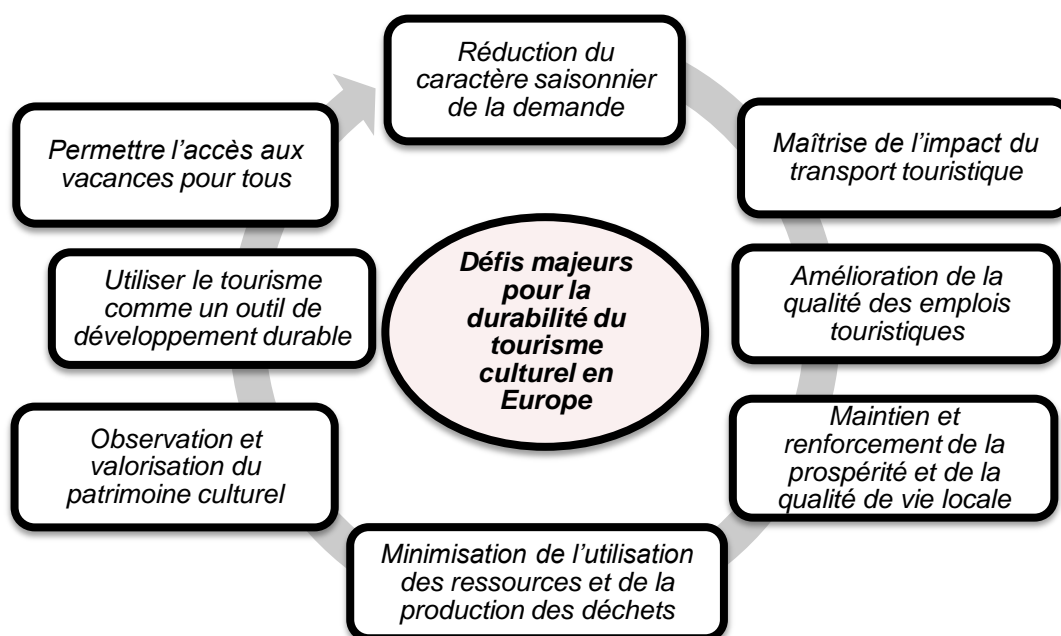 Réduction du
caractère saisonnier
de la demande
Maîtrise de l’impact du
transport touristique
Amélioration de la
qualité des emplois
touristiques
Maintien et
renforcement de la
prospérité et de la
qualité de vie locale
Minimisation de l’utilisation
des ressources et de la
production des déchets
Observation et
valorisation du
patrimoine culturel
Utiliser le tourisme
comme un outil de
développement durable
Permettre l’accès aux
vacances pour tous
Défis majeurs
pour la
durabilité du
tourisme
culturel en
Europe